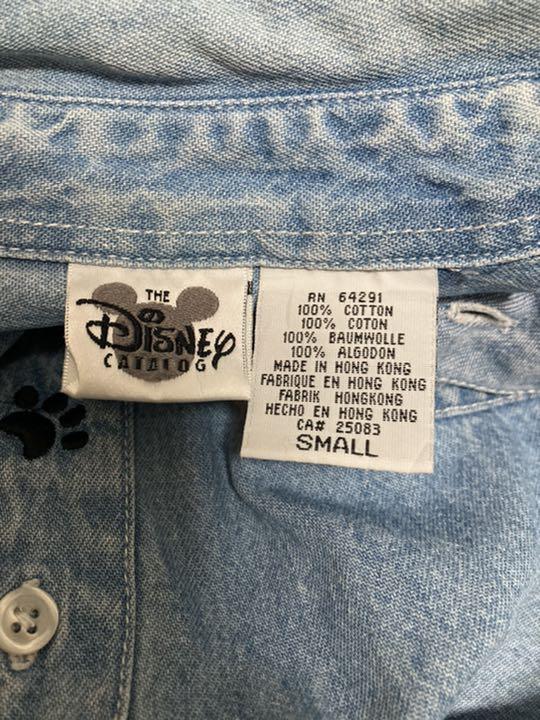 THE
DISNEY
CATALOG
RN 64291
100% COTTON
100% COTON
100% BAUMWOLLE
100% ALGODON
MADE IN HONG KONG
FABRIQUE EN HONG KONG
FABRIK HONGKONG
HECHO EN HONG KONG
CA# 25083
SMALL